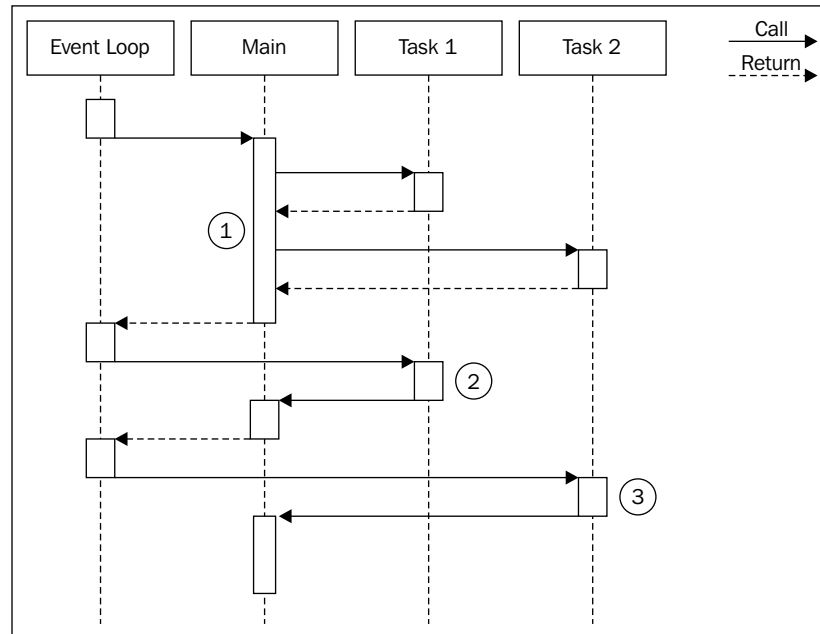 Event Loop
Main
Task 1
Task 2
Call
Return
1
2
3